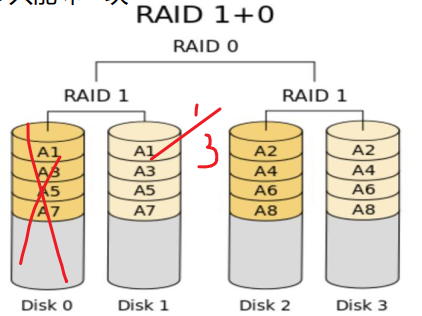 RAID 1+0
RAID 0
RAID 1
RAID 1
A1
A3
A5
A7
A1
A3
A5
A7
A2
A4
A6
A8
A2
A4
A6
A8
3
Disk 0
Disk 1
Disk 2
Disk 3